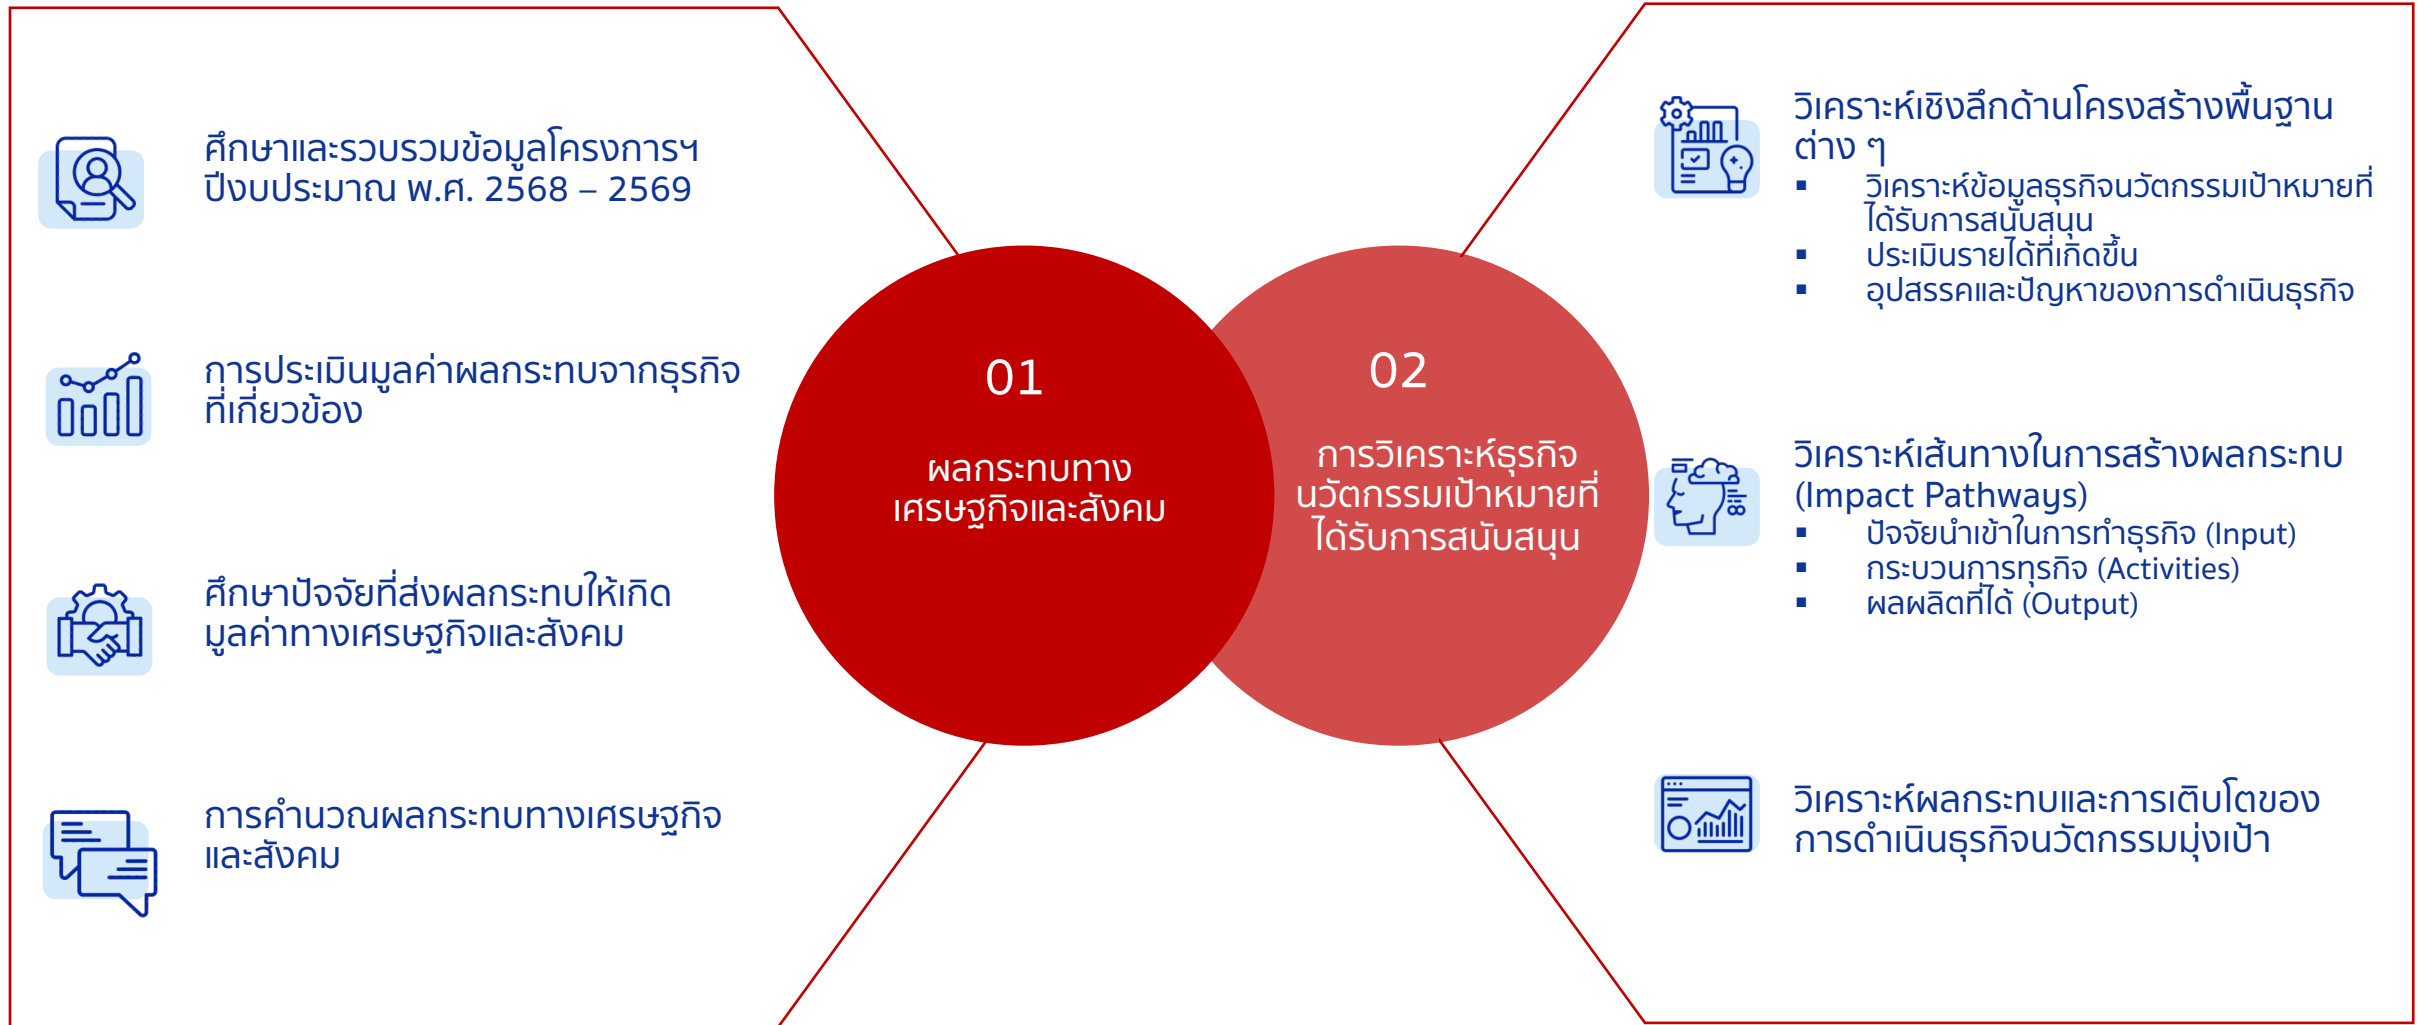 ศึกษาและรวบรวมข้อมูลโครงการฯ
ปีงบประมาณ พ.ศ. 2568 – 2569
การประเมินมูลค่าผลกระทบจากธุรกิจ
ที่เกี่ยวข้อง
ศึกษาปัจจัยที่ส่งผลกระทบให้เกิด
มูลค่าทางเศรษฐกิจและสังคม
การคำนวณผลกระทบทางเศรษฐกิจ
และสังคม
01
ผลกระทบทาง
เศรษฐกิจและสังคม
02
การวิเคราะห์ธุรกิจ
นวัตกรรมเป้าหมายที่
ได้รับการสนับสนุน
วิเคราะห์เชิงลึกด้านโครงสร้างพื้นฐาน
ต่าง ๆ
▪ วิเคราะห์ข้อมูลธุรกิจนวัตกรรมเป้าหมายที่
ได้รับการสนับสนุน
▪ ประเมินรายได้ที่เกิดขึ้น
▪ อุปสรรคและปัญหาของการดำเนินธุรกิจ
วิเคราะห์เส้นทางในการสร้างผลกระทบ
(Impact Pathways)
▪ ปัจจัยนำเข้าในการทำธุรกิจ (Input)
▪ กระบวนการทุรกิจ (Activities)
▪ ผลผลิตที่ได้ (Output)
วิเคราะห์ผลกระทบและการเติบโตของ
การดำเนินธุรกิจนวัตกรรมมุ่งเป้า